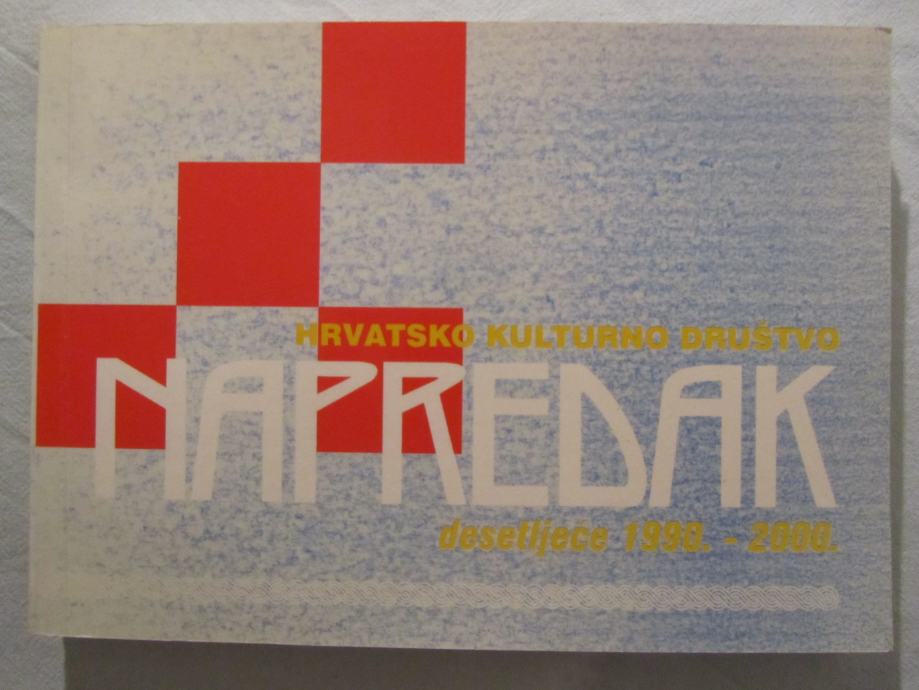 HRVATSKO KULTURNO DRUŠTVO
NAPREDAK
desetljeće 1990. - 2000.